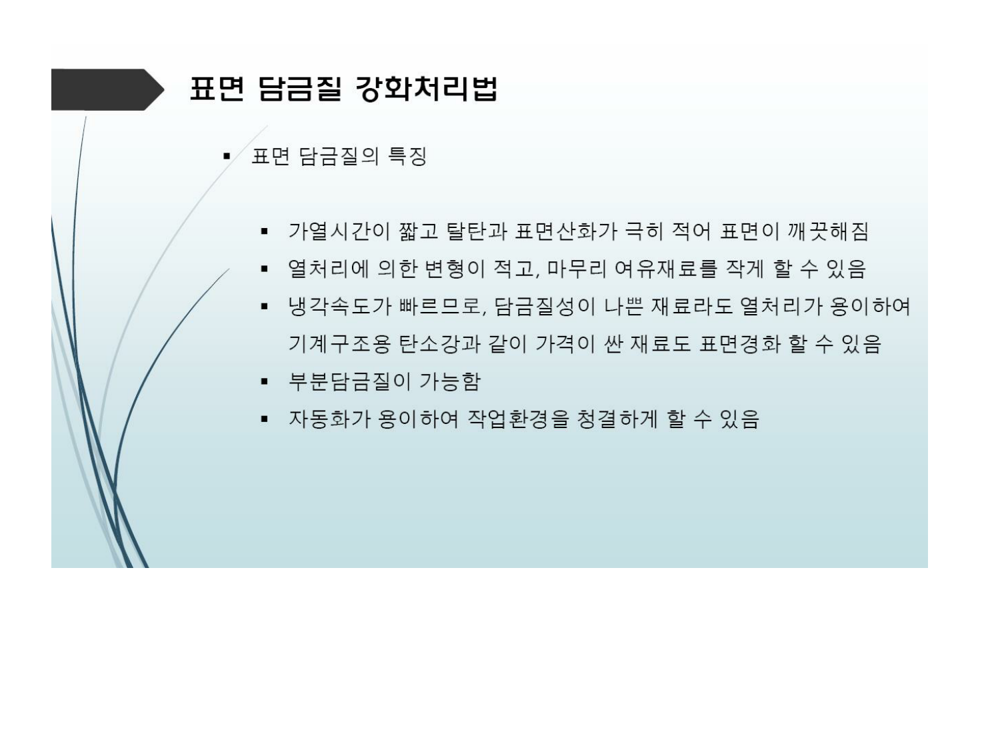 표면 담금질 강화처리법
▪ 표면 담금질의 특징
▪ 가열시간이 짧고 탈탄과 표면산화가 극히 적어 표면이 깨끗해짐
▪ 열처리에 의한 변형이 적고, 마무리 여유재료를 작게 할 수 있음
▪ 냉각속도가 빠르므로, 담금질성이 나쁜 재료라도 열처리가 용이하여
기계구조용 탄소강과 같이 가격이 싼 재료도 표면경화 할 수 있음
▪ 부분담금질이 가능함
▪ 자동화가 용이하여 작업환경을 청결하게 할 수 있음